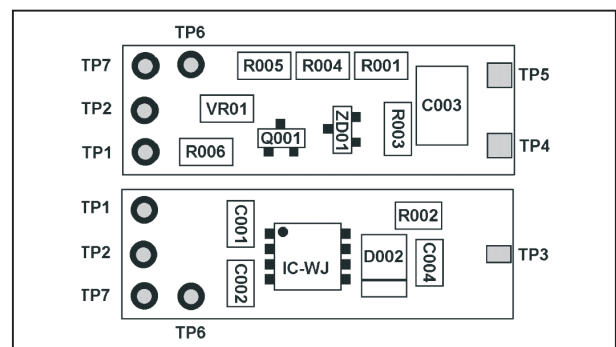 TP6
TP7
R005
R004
R001
TP5
TP2
VR01
ZD01
R003
C003
Q001
TP1
R006
TP4
TP1
C001
R002
TP2
IC-WJ
D002
C004
TP3
C002
TP7
TP6